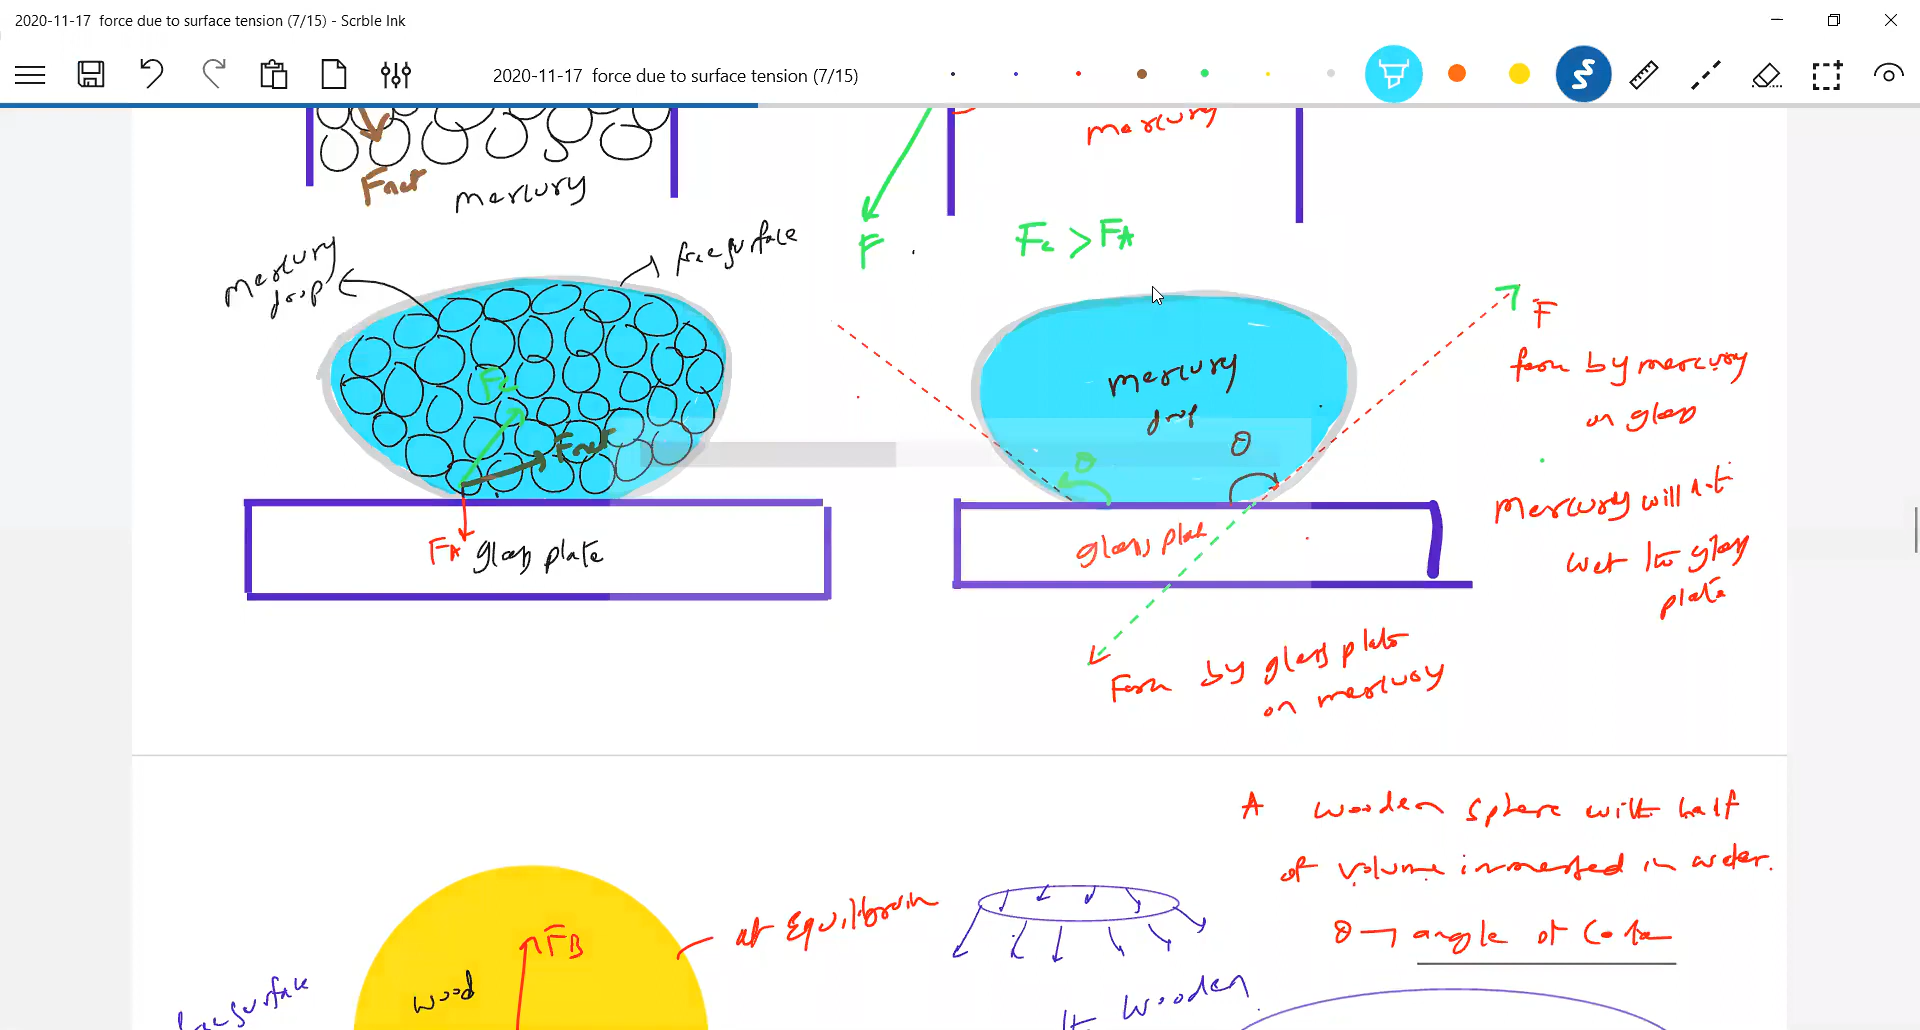 2020-11-17 force due to surface tension (7/15) - Scrble Ink
2020-11-17 force due to surface tension (7/15)
mercury
Fnet
mercury
F
Fc > FA
mercury
drop
free surface
Fc
Fnet
FA
glass plate
mercury
drop
θ
θ
glass plate
F
force by mercury
on glass
Mercury will not
wet the glass
plate
Force by glass plate
on mercury
A wooden sphere with half
of volume immersed in water.
θ → angle of
at Equilibrium
FB
wood
free surface
wooden